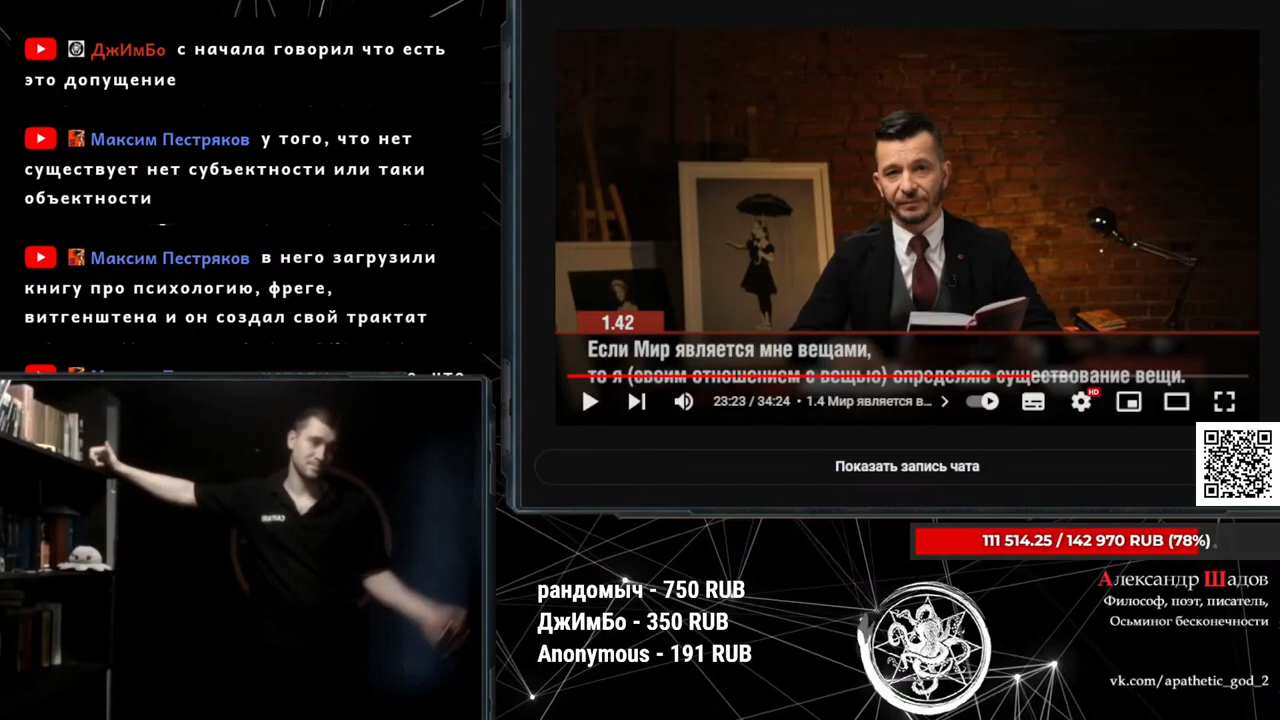 ДжИмБо с начала говорил что есть
это допущение
Максим Пестряков у того, что нет
существует нет субъектности или таки
объектности
Максим Пестряков в него загрузили
книгу про психологию, фреге,
витгенштена и он создал свой трактат
1.42
Если Мир является мне вещами,
то я (своим отношением с вещью) определяю существование вещи.
23:23 / 34:24 • 1.4 Мир является в...
HD
Показать запись чата
111 514.25 / 142 970 RUB (78%)
рандомыч - 750 RUB
ДжИмБо - 350 RUB
Anonymous - 191 RUB
Александр Шадов
Философ, поэт, писатель,
Осьминог бесконечности
vk.com/apathetic_god_2